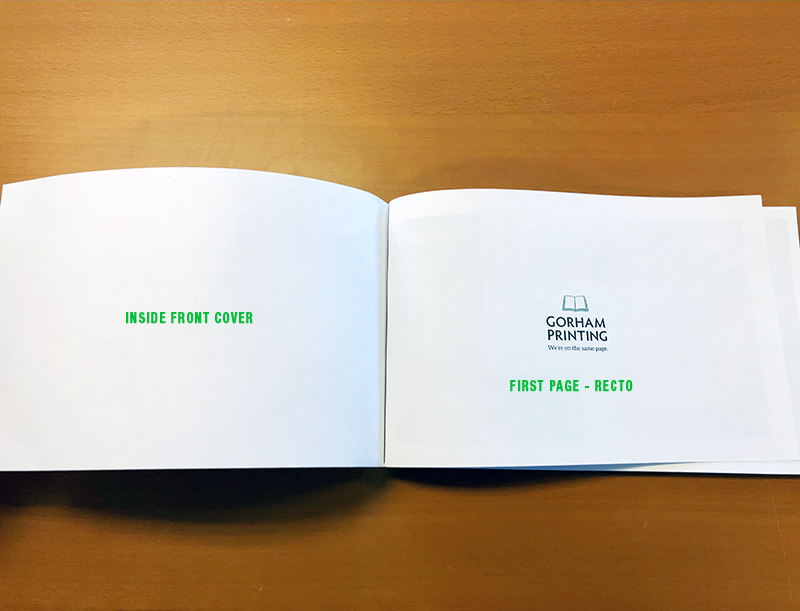 INSIDE FRONT COVER
GORHAM
PRINTING
We're on the same page.
FIRST PAGE - RECTO